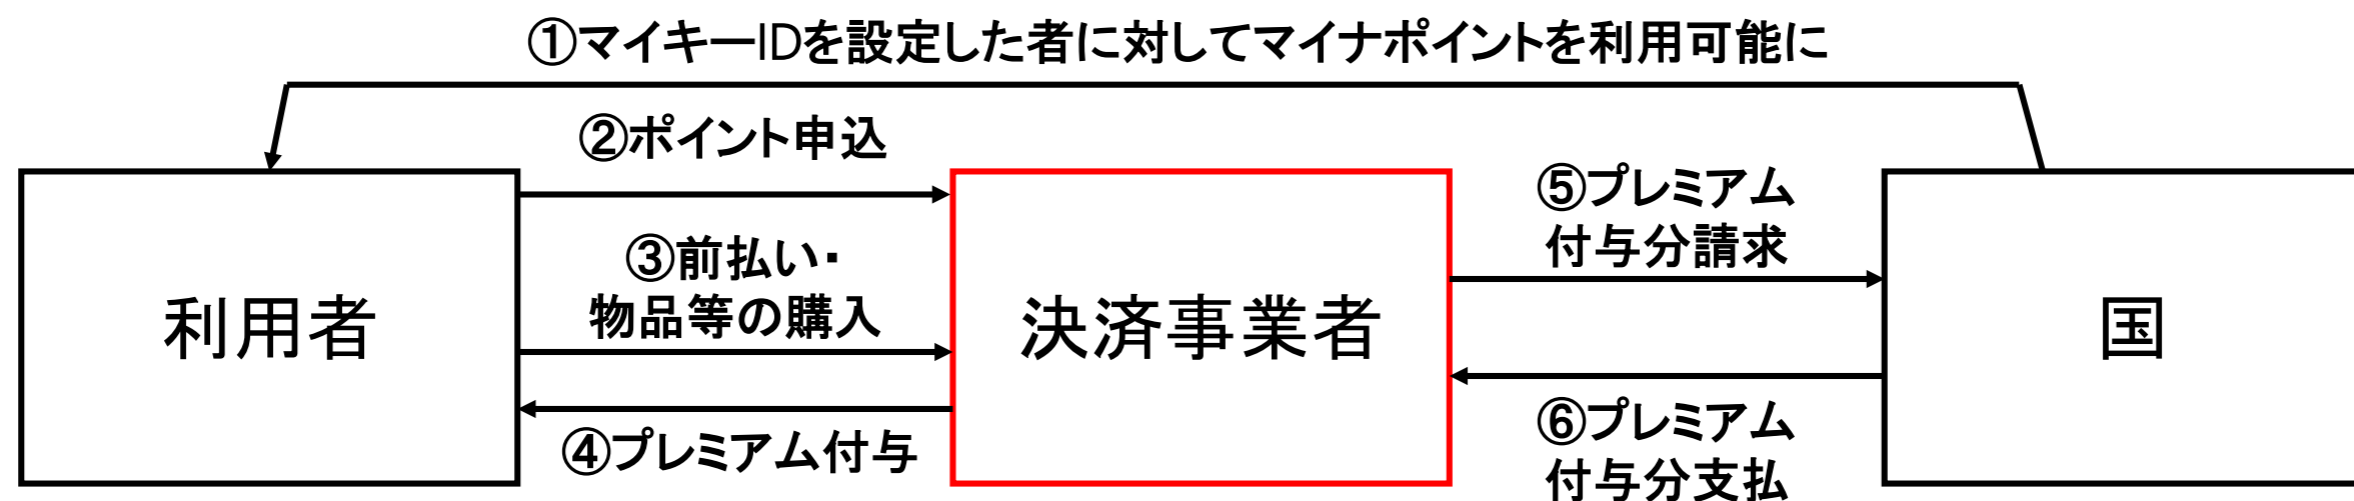 ①マイキーIDを設定した者に対してマイナポイントを利用可能に
②ポイント申込
③前払い・
物品等の購入
④プレミアム付与
⑤プレミアム
付与分請求
⑥プレミアム
付与分支払
利用者
決済事業者
国